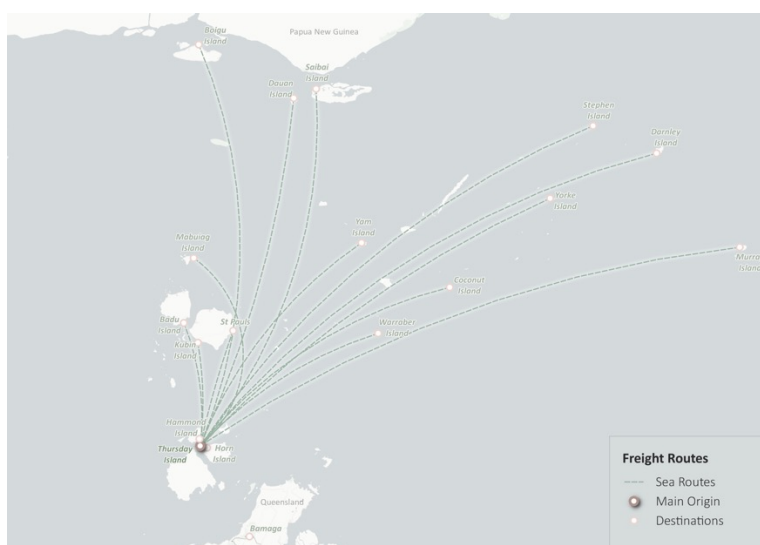 Boigu
Island
Papua New Guinea
Saibai
Island
Dauan
Island
Stephen
Island
Darnley
Island
Yorke
Island
Yam
Island
Mabuiag
Island
Murra
Island
Coconut
Island
Badu
Island
St Pauls
Warraber
Island
Kubin
Island
Hammond
Island
Thursday
Island
Horn
Island
Queensland
Bamaga
Freight Routes
Sea Routes
Main Origin
Destinations